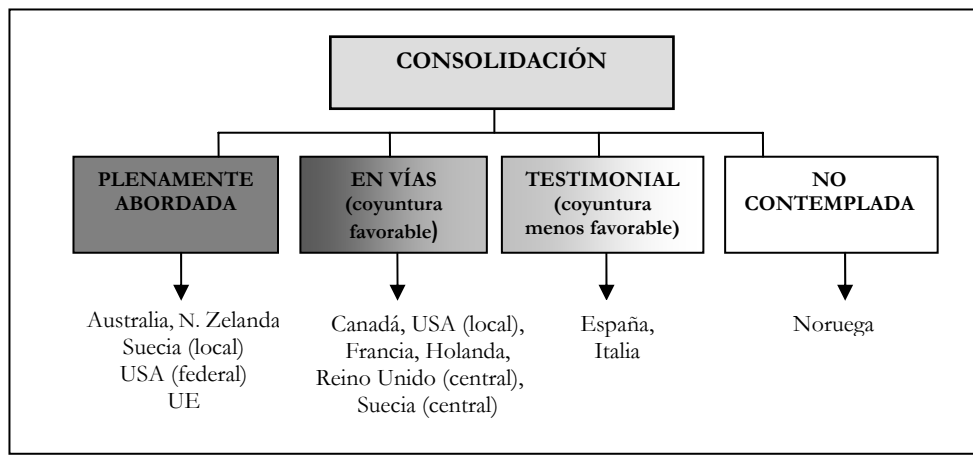 CONSOLIDACIÓN
PLENAMENTE
ABORDADA
EN VÍAS
(coyuntura
favorable)
TESTIMONIAL
(coyuntura
menos favorable)
NO
CONTEMPLADA
Australia, N. Zelanda
Suecia (local)
USA (federal)
UE
Canadá, USA (local),
Francia, Holanda,
Reino Unido (central),
Suecia (central)
España,
Italia
Noruega